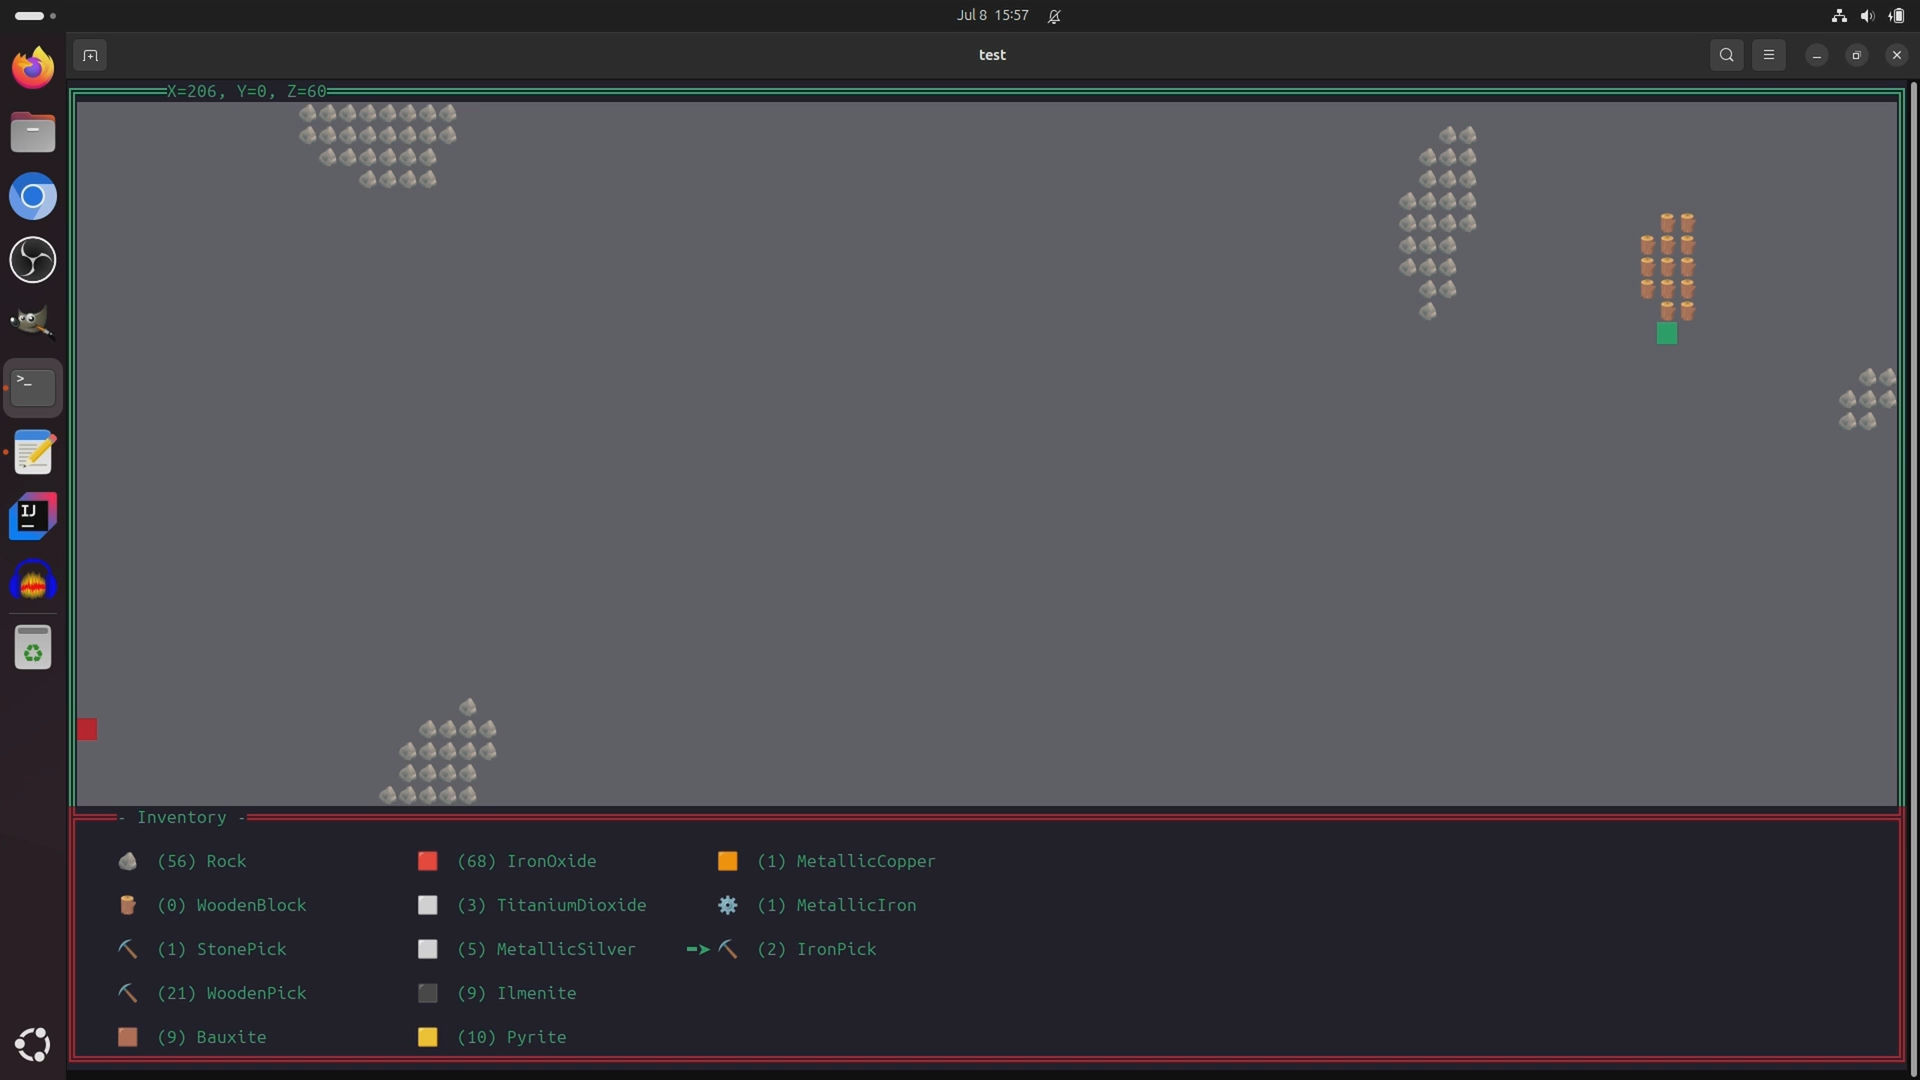 Jul 8 15:57
test
X=206, Y=0, Z=60
- Inventory -
(56) Rock
(0) WoodenBlock
(1) StonePick
(21) WoodenPick
(9) Bauxite
(68) IronOxide
(3) TitaniumDioxide
(5) MetallicSilver
(9) Ilmenite
(10) Pyrite
(1) MetallicCopper
(1) MetallicIron
(2) IronPick
>_
IJ